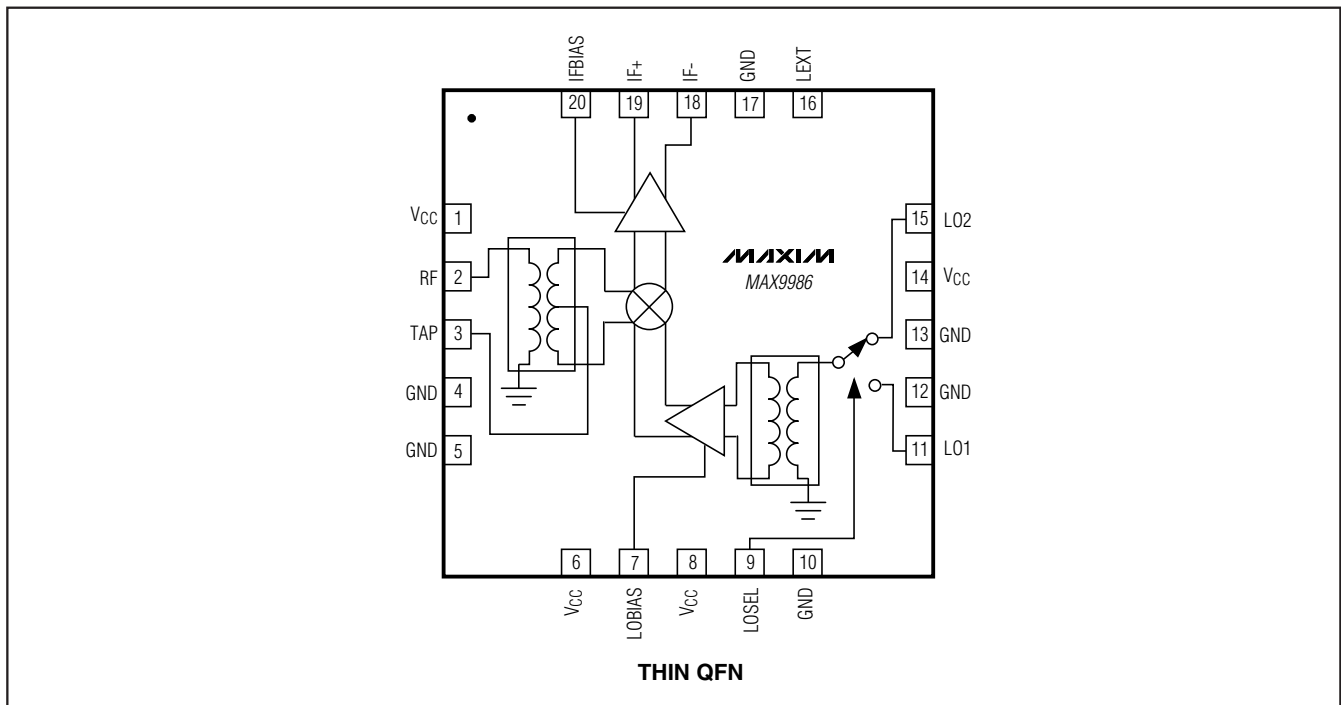 IFBIAS
IF+
IF-
GND
LEXT
20
19
18
17
16
VCC 1
RF 2
TAP 3
GND 4
GND 5
MAXIM
MAX9986
15 LO2
14 VCC
13 GND
12 GND
11 LO1
6
7
8
9
10
VCC
LOBIAS
VCC
LOSEL
GND
THIN QFN